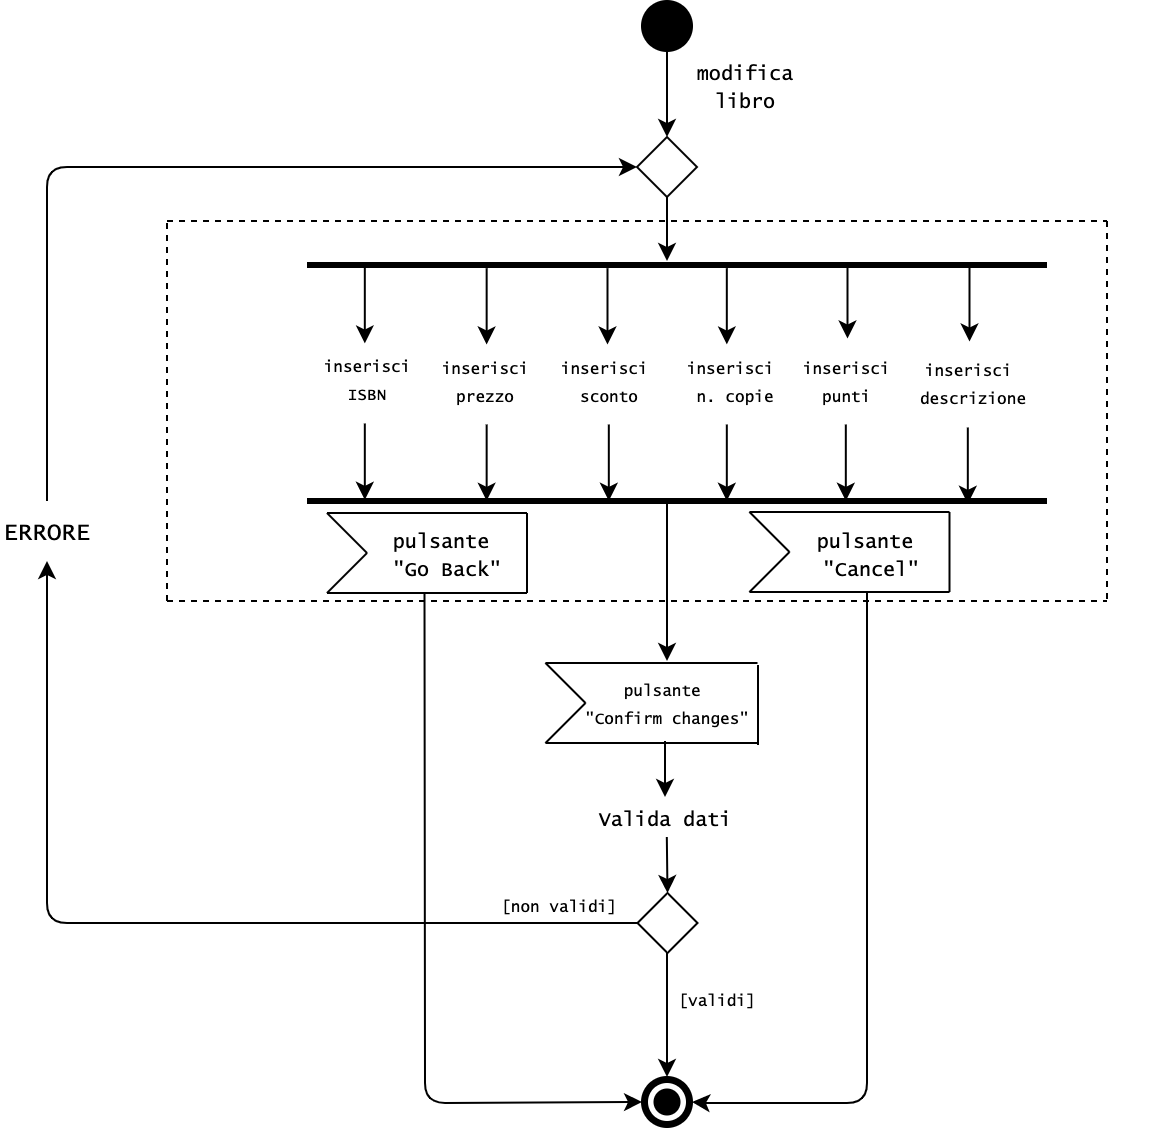 modifica
libro
inserisci
ISBN
inserisci
prezzo
inserisci
sconto
inserisci
n. copie
inserisci
punti
inserisci
descrizione
ERRORE
pulsante
"Go Back"
pulsante
"Cancel"
pulsante
"Confirm changes"
Valida dati
[non validi]
[validi]